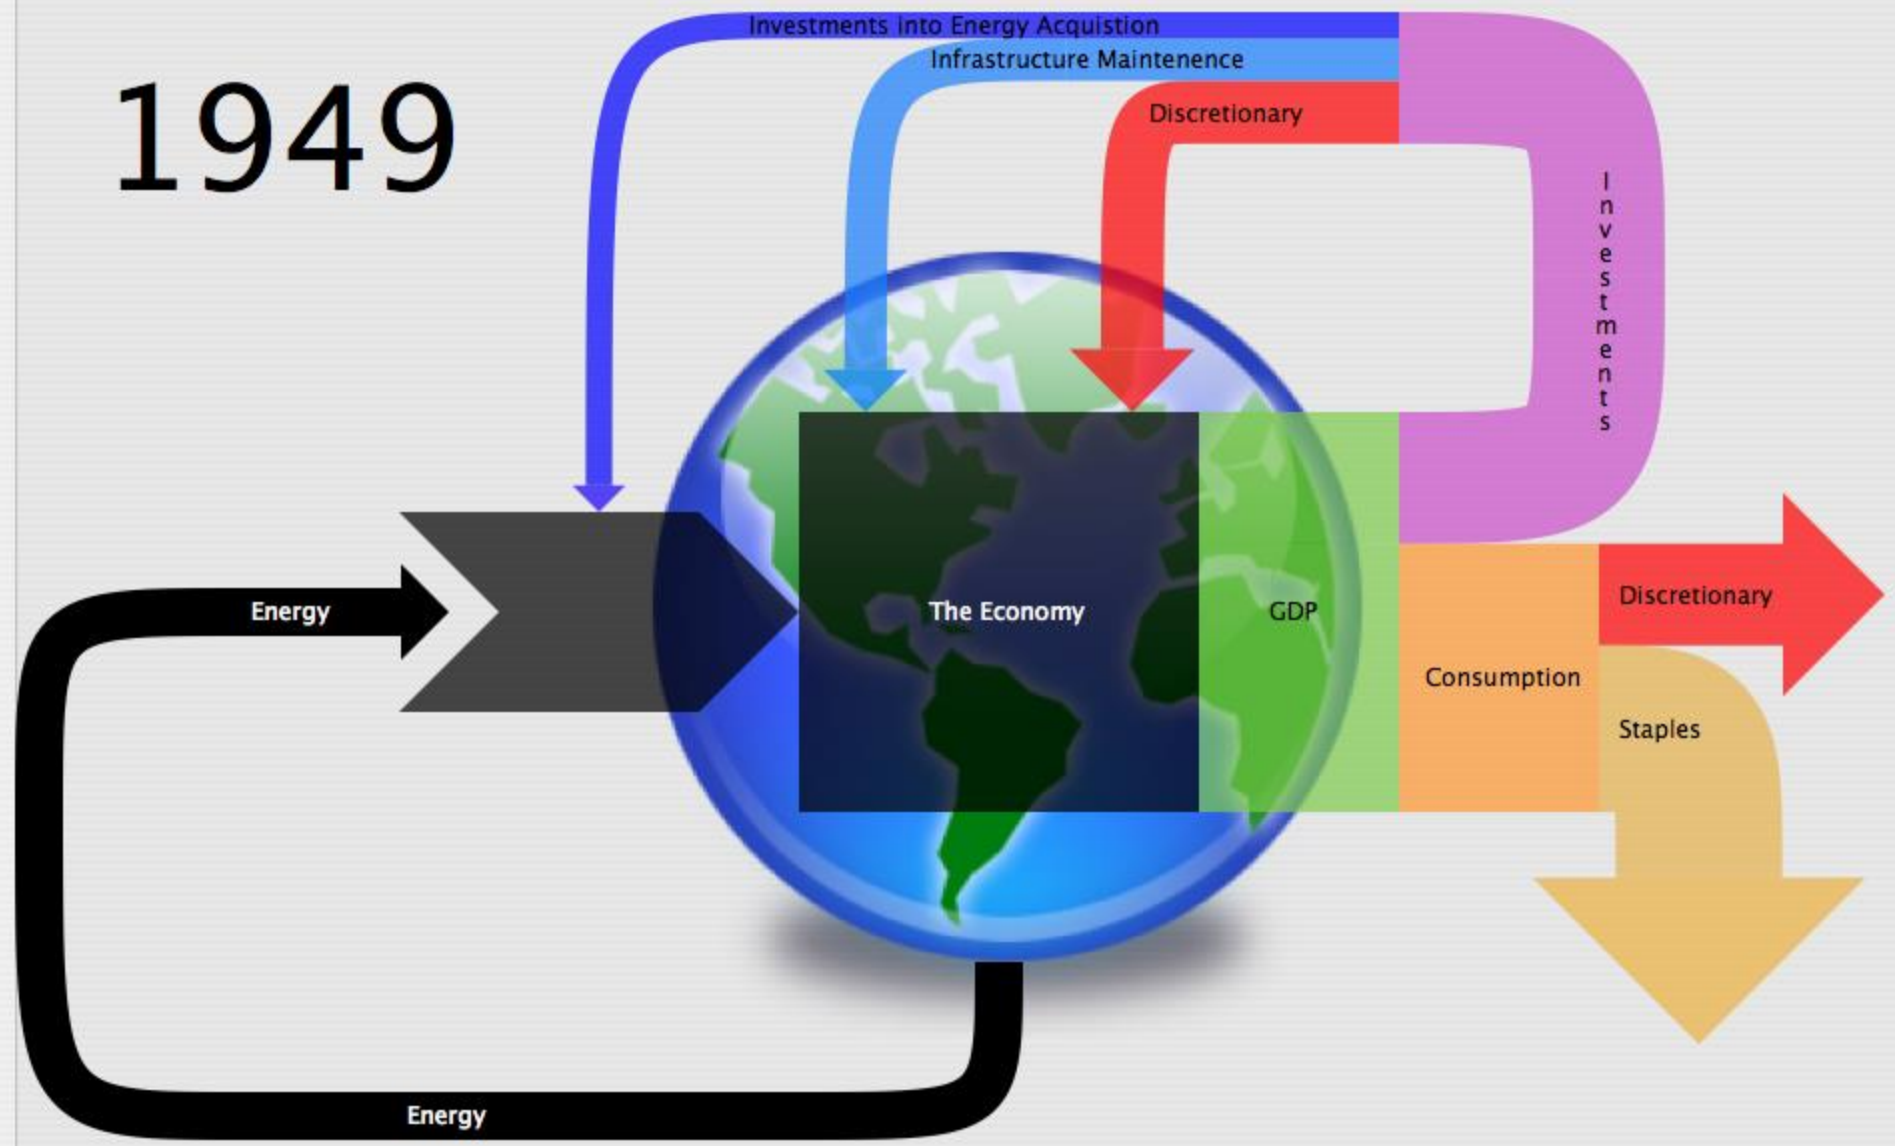 1949
Investments into Energy Acquistion
Infrastructure Maintenence
Discretionary
Investments
Energy
The Economy
GDP
Consumption
Discretionary
Staples
Energy